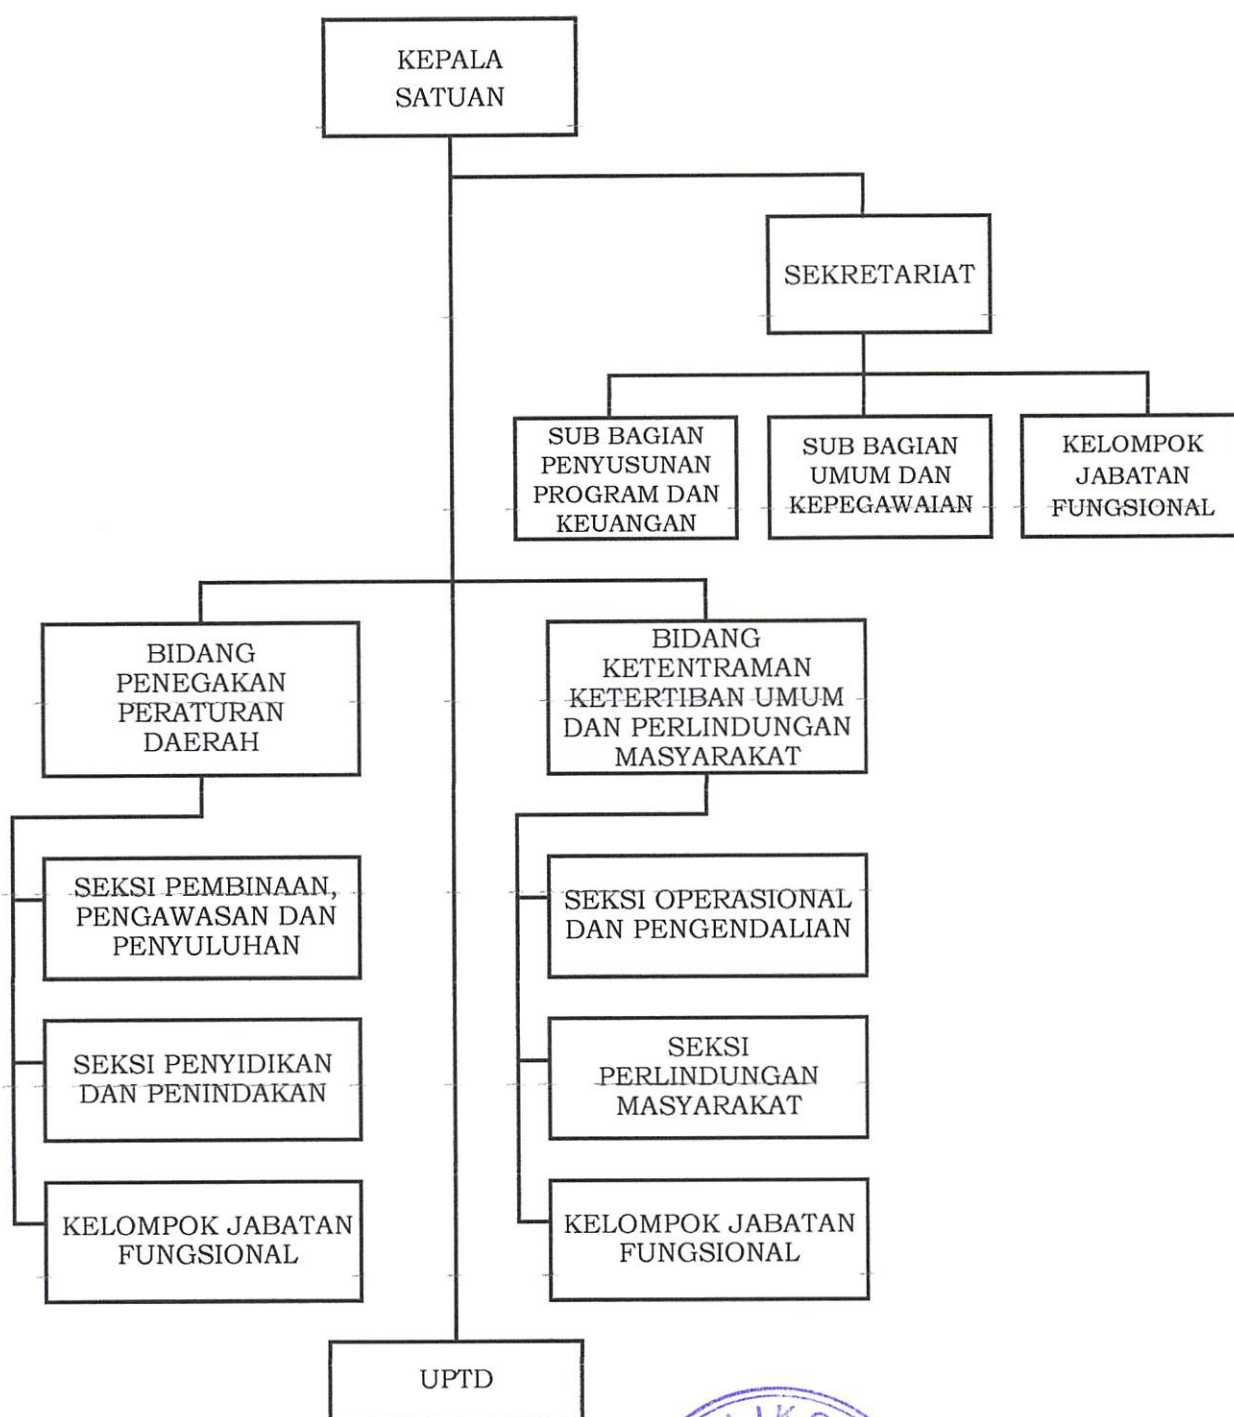 KEPALA
SATUAN
SEKRETARIAT
SUB BAGIAN
PENYUSUNAN
PROGRAM DAN
KEUANGAN
SUB BAGIAN
UMUM DAN
KEPEGAWAIAN
KELOMPOK
JABATAN
FUNGSIONAL
BIDANG
PENEGAKAN
PERATURAN
DAERAH
BIDANG
KETENTRAMAN
KETERTIBAN UMUM
DAN PERLINDUNGAN
MASYARAKAT
SEKSI PEMBINAAN,
PENGAWASAN DAN
PENYULUHAN
SEKSI PENYIDIKAN
DAN PENINDAKAN
KELOMPOK JABATAN
FUNGSIONAL
SEKSI OPERASIONAL
DAN PENGENDALIAN
SEKSI
PERLINDUNGAN
MASYARAKAT
KELOMPOK JABATAN
FUNGSIONAL
UPTD